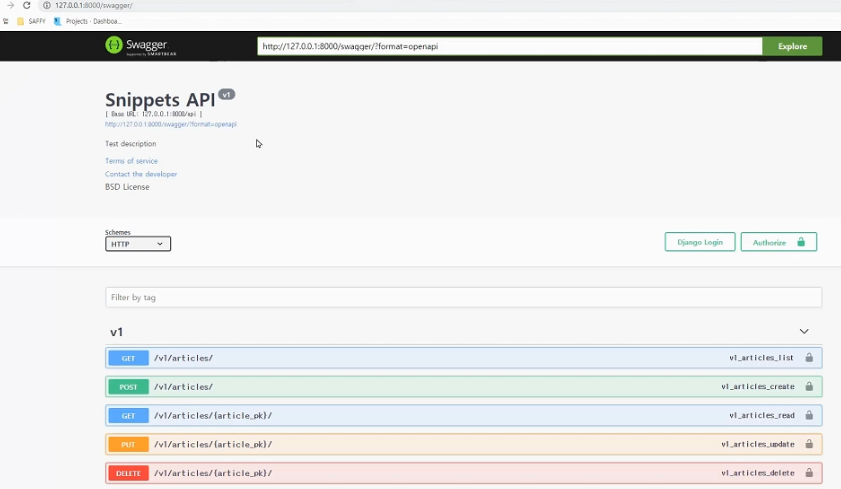 127.0.0.1:8000/swagger/
SAFFY Projects - Dashboa...
Swagger
Supported by SMARTBEAR
http://127.0.0.1:8000/swagger/?format=openapi Explore
Snippets API v1
[ Base URL: 127.0.0.1:8000/api ]
http://127.0.0.1:8000/swagger/?format=openapi
Test description
Terms of service
Contact the developer
BSD License
Schemes
HTTP Django Login Authorize
Filter by tag
v1
GET /v1/articles/ v1_articles_list
POST /v1/articles/ v1_articles_create
GET /v1/articles/{article_pk}/ v1_articles_read
PUT /v1/articles/{article_pk}/ v1_articles_update
DELETE /v1/articles/{article_pk}/ v1_articles_delete